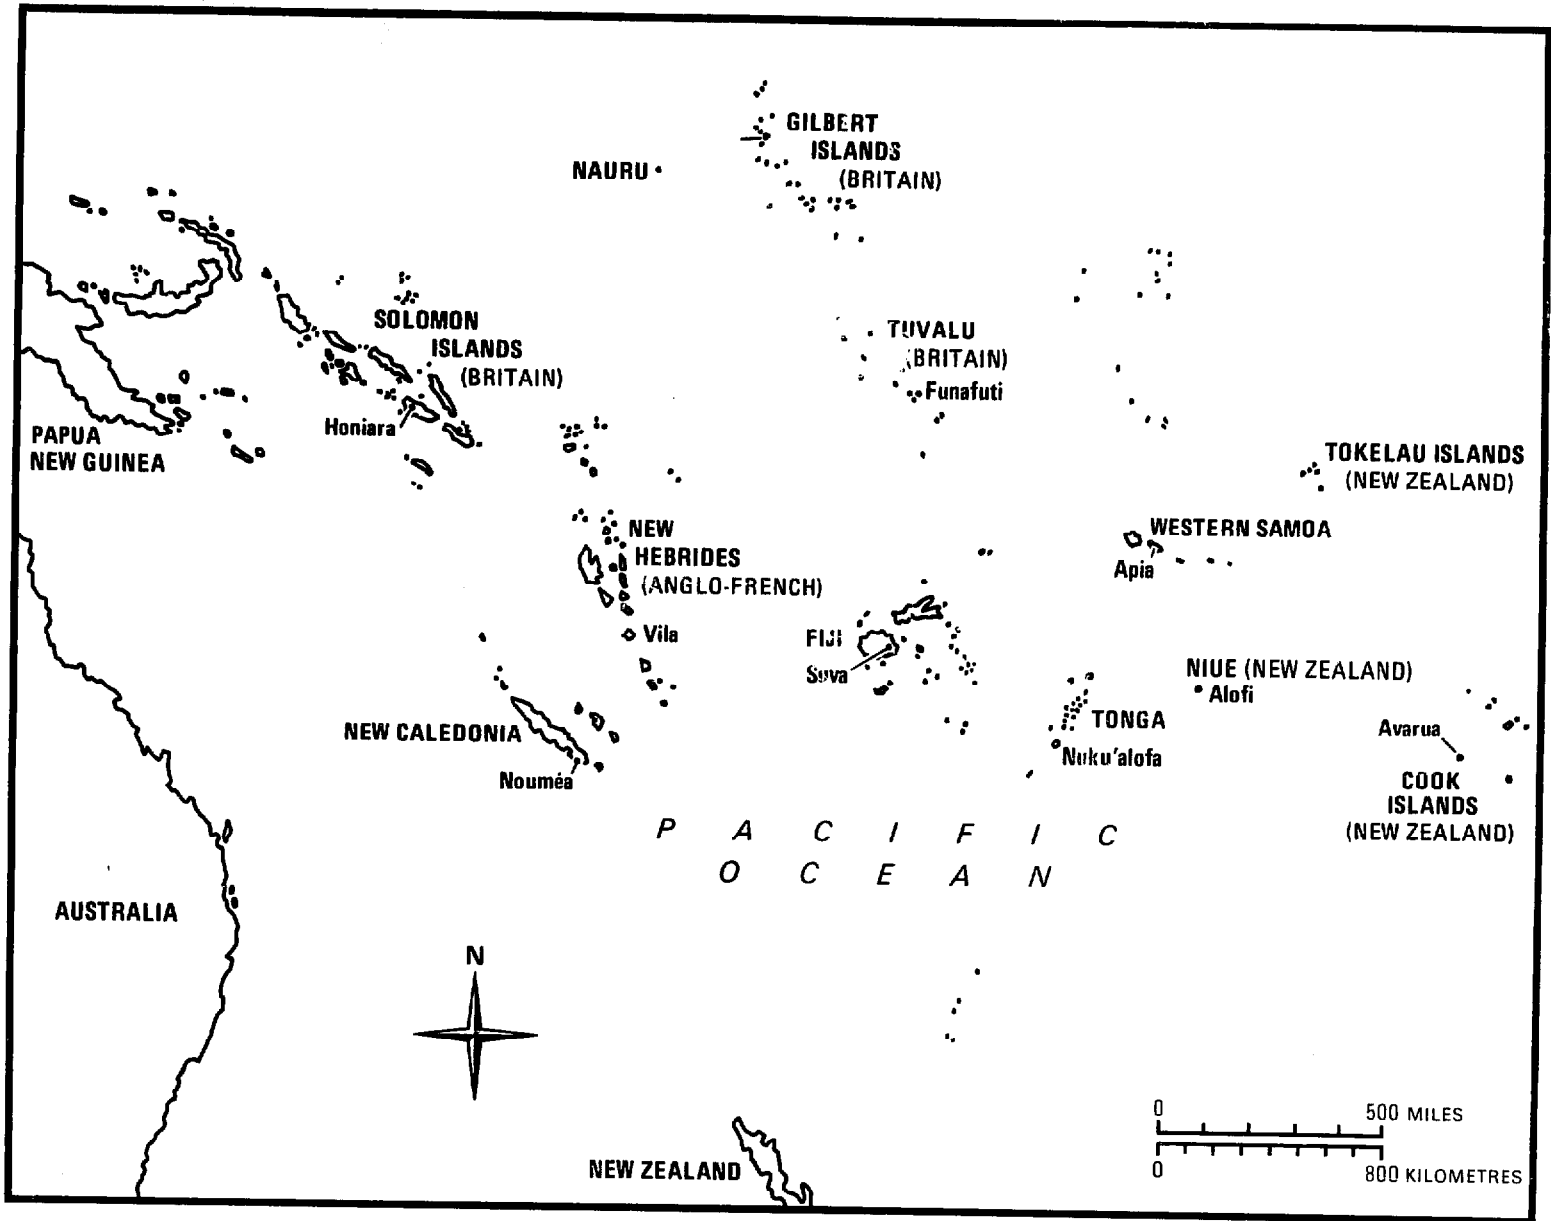 GILBERT
ISLANDS
(BRITAIN)
NAURU
SOLOMON
ISLANDS
(BRITAIN)
Honiara
TUVALU
(BRITAIN)
Funafuti
PAPUA
NEW GUINEA
TOKELAU ISLANDS
(NEW ZEALAND)
NEW
HEBRIDES
(ANGLO-FRENCH)
Vila
WESTERN SAMOA
Apia
FIJI
Suva
NIUE (NEW ZEALAND)
Alofi
NEW CALEDONIA
Nouméa
TONGA
Nuku'alofa
Avarua
COOK
ISLANDS
(NEW ZEALAND)
PACIFIC
OCEAN
AUSTRALIA
N
0 500 MILES
0 800 KILOMETRES
NEW ZEALAND